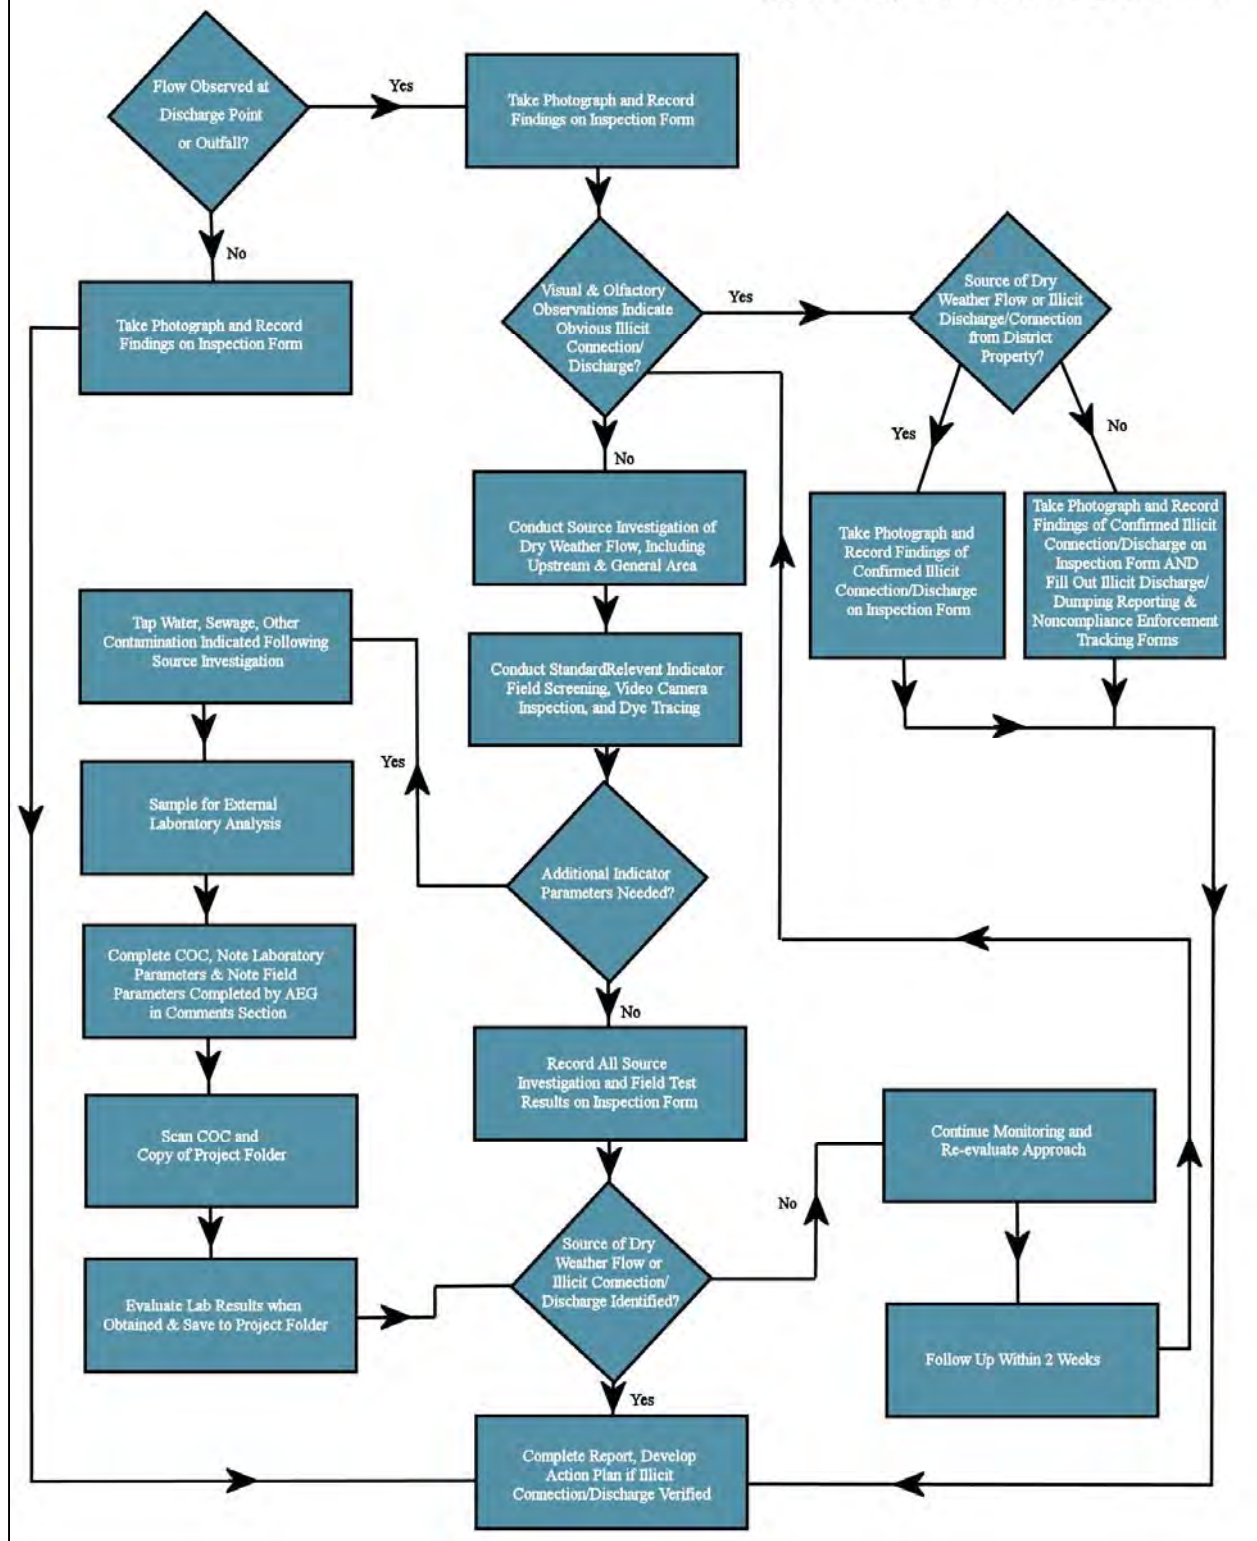 Flow Observed at
Discharge Point
or Outfall?
Yes
Take Photograph and Record
Findings on Inspection Form
No
Take Photograph and Record
Findings on Inspection Form
Visual & Olfactory
Observations Indicate
Obvious Illicit
Connection/
Discharge?
Yes
Source of Dry
Weather Flow or Illicit
Discharge/Connection
from District
Property?
Yes
No
No
Take Photograph and
Record Findings of
Confirmed Illicit
Connection/Discharge
on Inspection Form
Take Photograph and Record
Findings of Confirmed Illicit
Connection/Discharge on
Inspection Form AND
Fill Out Illicit Discharge/
Dumping Reporting &
Noncompliance Enforcement
Tracking Forms
Conduct Source Investigation of
Dry Weather Flow, Including
Upstream & General Area
Conduct StandardRelevent Indicator
Field Screening, Video Camera
Inspection, and Dye Tracing
Additional Indicator
Parameters Needed?
Yes
Tap Water, Sewage, Other
Contamination Indicated Following
Source Investigation
Sample for External
Laboratory Analysis
Complete COC, Note Laboratory
Parameters & Note Field
Parameters Completed by AEG
in Comments Section
Scan COC and
Copy of Project Folder
Evaluate Lab Results when
Obtained & Save to Project Folder
No
Record All Source
Investigation and Field Test
Results on Inspection Form
Source of Dry
Weather Flow or
Illicit Connection/
Discharge Identified?
No
Continue Monitoring and
Re-evaluate Approach
Follow Up Within 2 Weeks
Yes
Complete Report, Develop
Action Plan if Illicit
Connection/Discharge Verified